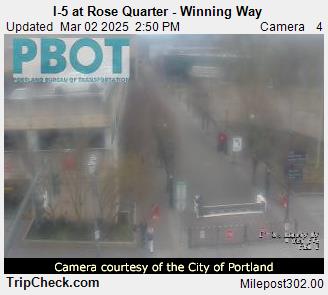 I-5 at Rose Quarter - Winning Way
Updated Mar 02 2025 2:50 PM Camera 4
PBOT
PORTLAND BUREAU OF TRANSPORTATION
Camera courtesy of the City of Portland
TripCheck.com Milepost302.00